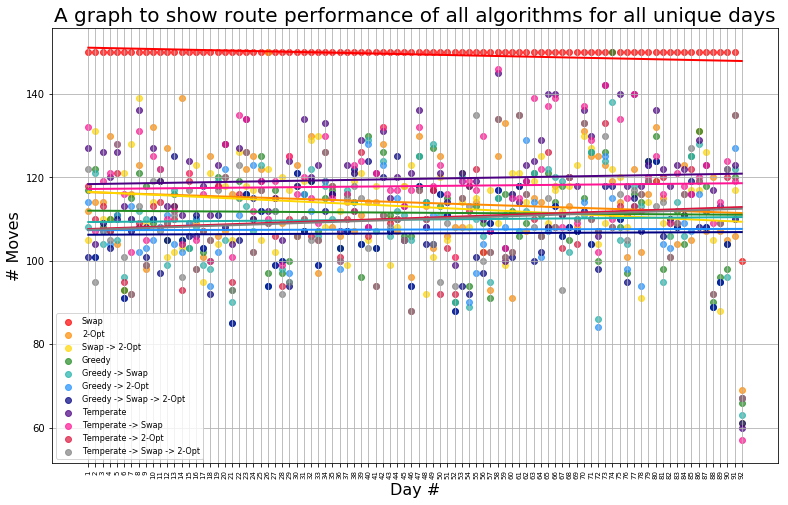 A graph to show route performance of all algorithms for all unique days
# Moves
140
120
100
80
60
Swap
2-Opt
Swap -> 2-Opt
Greedy
Greedy -> Swap
Greedy -> 2-Opt
Greedy -> Swap -> 2-Opt
Temperate
Temperate -> Swap
Temperate -> 2-Opt
Temperate -> Swap -> 2-Opt
1 2 3 4 5 6 7 8 9 10 11 12 13 14 15 16 17 18 19 20 21 22 23 24 25 26 27 28 29 30 31 32 33 34 35 36 37 38 39 40 41 42 43 44 45 46 47 48 49 50 51 52 53 54 55 56 57 58 59 60 61 62 63 64 65 66 67 68 69 70 71 72 73 74 75 76 77 78 79 80 81 82 83 84 85 86 87 88 89 90 91 92
Day #